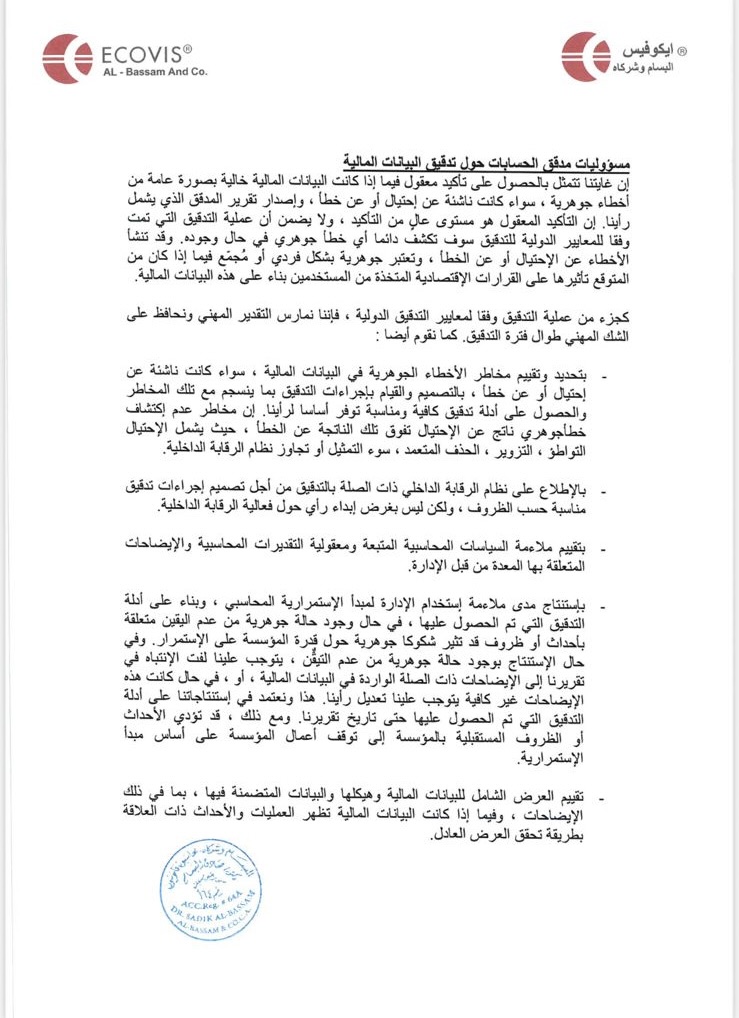 ECOVIS®
AL - Bassam And Co.
ايكوفيس ®
البسام وشركاه
مسؤوليات مدقق الحسابات حول تدقيق البيانات المالية
إن غايتنا تتمثل بالحصول على تأكيد معقول فيما إذا كانت البيانات المالية خالية بصورة عامة من
أخطاء جوهرية ، سواء كانت ناشئة عن إحتيال أو عن خطأ ، وإصدار تقرير المدقق الذي يشمل
رأينا. إن التأكيد المعقول هو مستوى عالٍ من التأكيد ، ولا يضمن أن عملية التدقيق التي تمت
وفقا للمعايير الدولية للتدقيق سوف تكشف دائما أي خطأ جوهري في حال وجوده. وقد تنشأ
الأخطاء عن الإحتيال أو عن الخطأ ، وتعتبر جوهرية بشكل فردي أو مُجمّع فيما إذا كان من
المتوقع تأثيرها على القرارات الإقتصادية المتخذة من المستخدمين بناء على هذه البيانات المالية.
كجزء من عملية التدقيق وفقا لمعايير التدقيق الدولية ، فإننا نمارس التقدير المهني ونحافظ على
الشك المهني طوال فترة التدقيق. كما نقوم أيضا :
- بتحديد وتقييم مخاطر الأخطاء الجوهرية في البيانات المالية ، سواء كانت ناشئة عن
إحتيال أو عن خطأ ، بالتصميم والقيام بإجراءات التدقيق بما ينسجم مع تلك المخاطر
والحصول على أدلة تدقيق كافية ومناسبة توفر أساسا لرأينا. إن مخاطر عدم إكتشاف
خطأجوهري ناتج عن الإحتيال تفوق تلك الناتجة عن الخطأ ، حيث يشمل الإحتيال
التواطؤ ، التزوير ، الحذف المتعمد ، سوء التمثيل أو تجاوز نظام الرقابة الداخلية.
- بالإطلاع على نظام الرقابة الداخلي ذات الصلة بالتدقيق من أجل تصميم إجراءات تدقيق
مناسبة حسب الظروف ، ولكن ليس بغرض إبداء رأي حول فعالية الرقابة الداخلية.
- بتقييم ملاءمة السياسات المحاسبية المتبعة ومعقولية التقديرات المحاسبية والإيضاحات
المتعلقة بها المعدة من قبل الإدارة.
- بإستنتاج مدى ملاءمة إستخدام الإدارة لمبدأ الإستمرارية المحاسبي ، وبناء على أدلة
التدقيق التي تم الحصول عليها ، في حال وجود حالة جوهرية من عدم اليقين متعلقة
بأحداث أو ظروف قد تثير شكوكا جوهرية حول قدرة المؤسسة على الإستمرار. وفي
حال الإستنتاج بوجود حالة جوهرية من عدم التيقُّن ، يتوجب علينا لفت الإنتباه في
تقريرنا إلى الإيضاحات ذات الصلة الواردة في البيانات المالية ، أو ، في حال كانت هذه
الإيضاحات غير كافية يتوجب علينا تعديل رأينا. هذا ونعتمد في إستنتاجاتنا على أدلة
التدقيق التي تم الحصول عليها حتى تاريخ تقريرنا. ومع ذلك ، قد تؤدي الأحداث
أو الظروف المستقبلية بالمؤسسة إلى توقف أعمال المؤسسة على أساس مبدأ
الإستمرارية.
- تقييم العرض الشامل للبيانات المالية وهيكلها والبيانات المتضمنة فيها ، بما في ذلك
الإيضاحات ، وفيما إذا كانت البيانات المالية تظهر العمليات والأحداث ذات العلاقة
بطريقة تحقق العرض العادل.
ACC.Reg. # 64A
DR. SADIK AL-BASSAM
AL-BASSAM & CO.C.A.